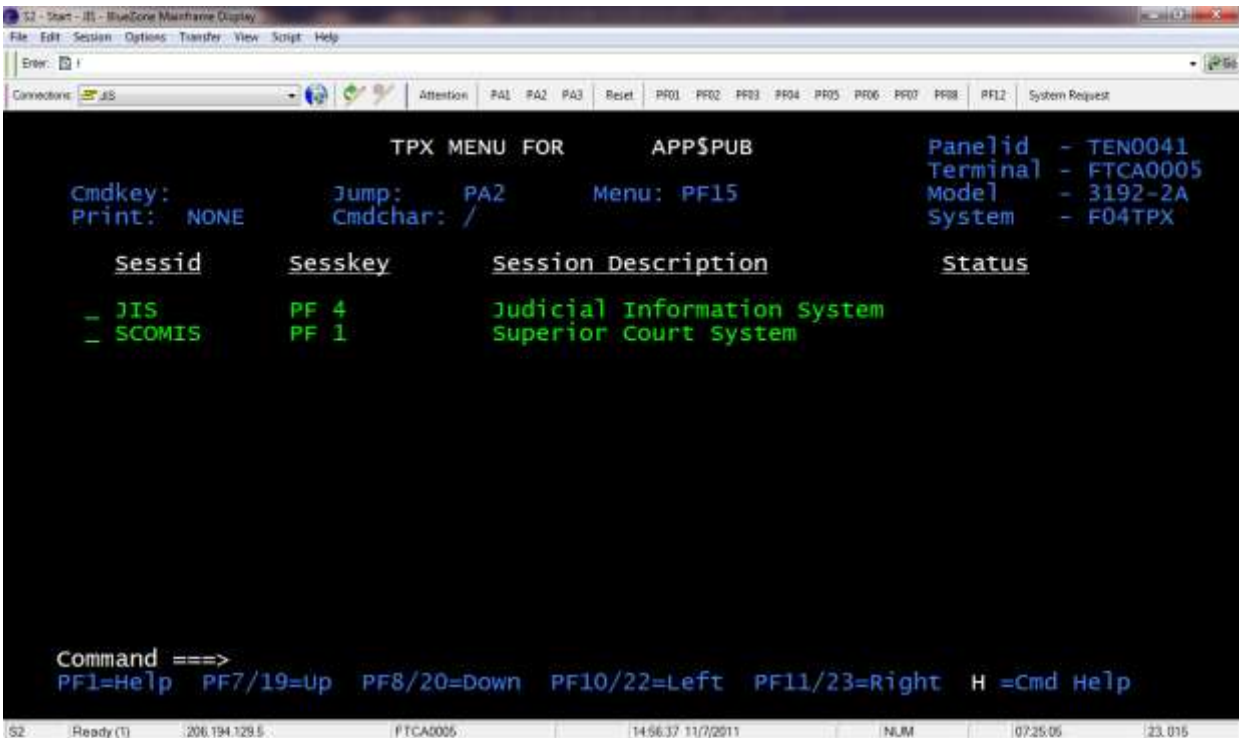 S2 - Start - JIS - BlueZone Mainframe Display
File Edit Session Options Transfer View Script Help
Enter: !
Connections: JIS Attention PA1 PA2 PA3 Reset PF01 PF02 PF03 PF04 PF05 PF06 PF07 PF08 PF12 System Request
TPX MENU FOR APP$PUB Panelid - TEN0041
Terminal - FTCA0005
Cmdkey: Jump: PA2 Menu: PF15 Model - 3192-2A
Print: NONE Cmdchar: / System - F04TPX
Sessid Sesskey Session Description Status
_ JIS PF 4 Judicial Information System
_ SCOMIS PF 1 Superior Court System
Command ===>
PF1=Help PF7/19=Up PF8/20=Down PF10/22=Left PF11/23=Right H =Cmd Help
S2 Ready (1) 206.194.129.5 FTCA0005 14:56:37 11/7/2011 NUM 07:25:05 23, 015